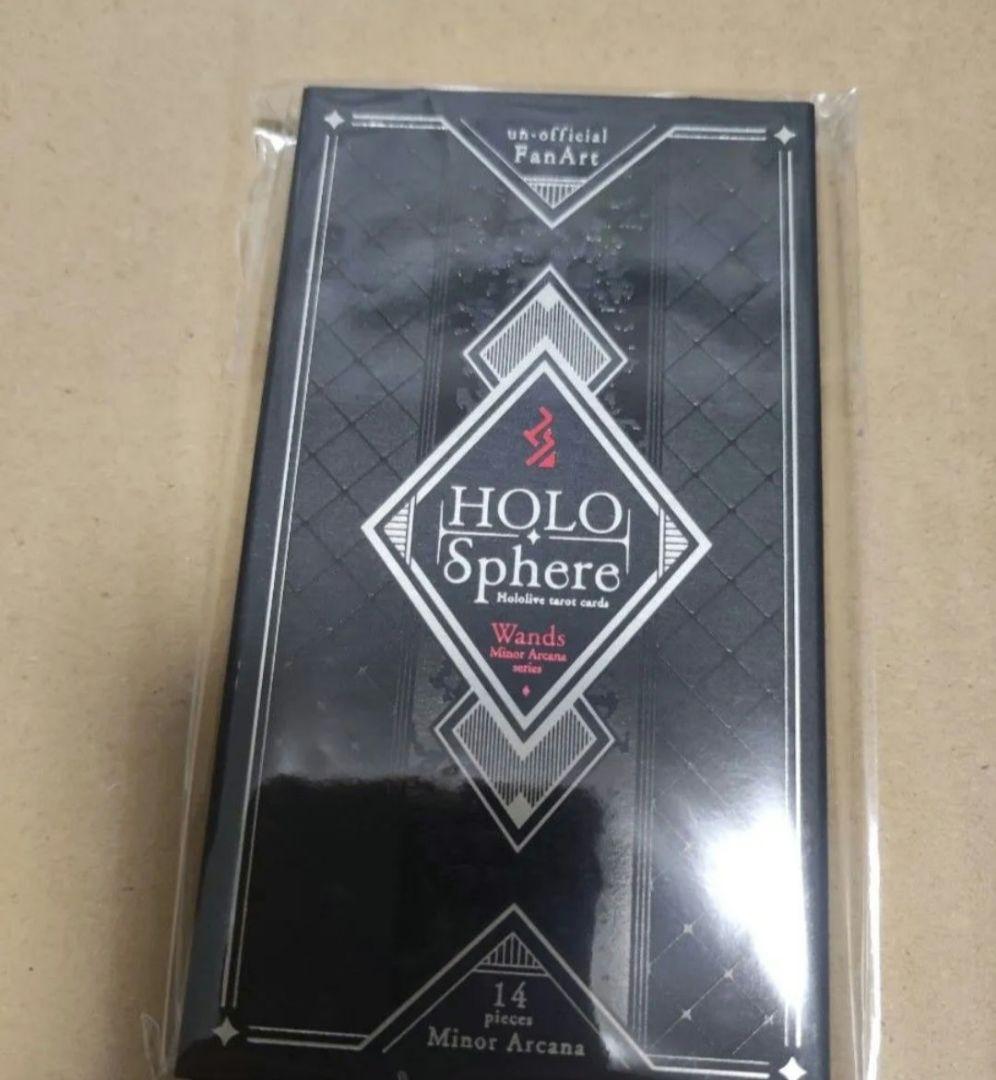 un-official
FanArt
HOLO
Sphere
Hololive tarot cards
Wands
Minor Arcana
series
14
pieces
Minor Arcana